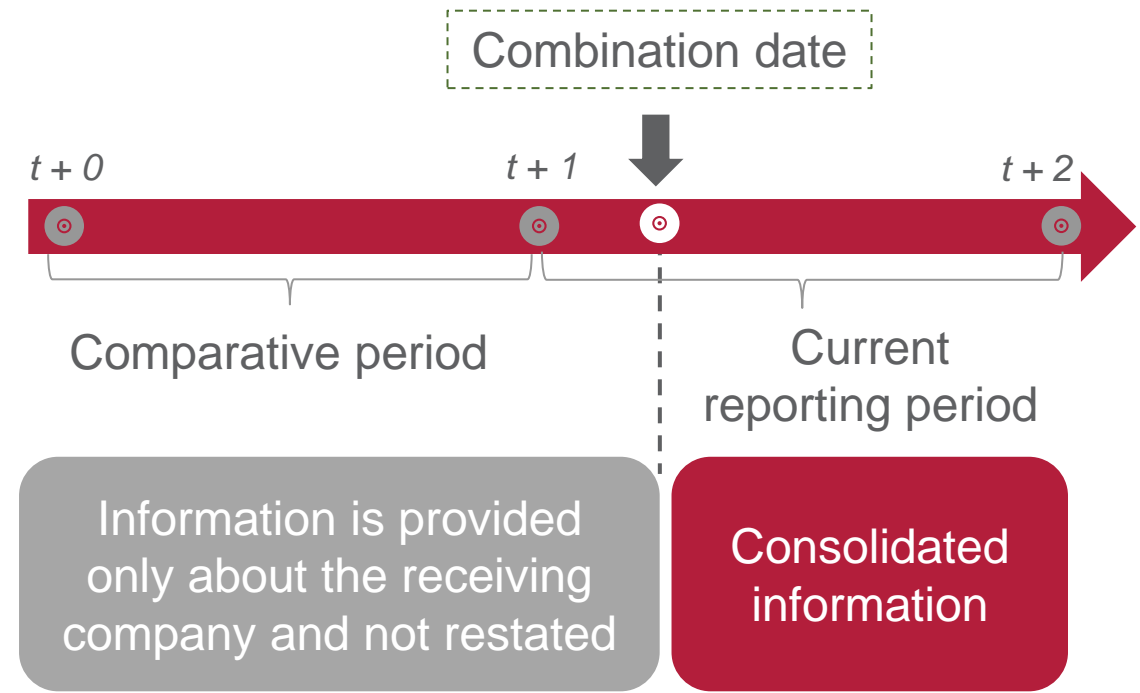 Combination date
t + 0
t + 1
t + 2
Comparative period
Current
reporting period
Information is provided
only about the receiving
company and not restated
Consolidated
information